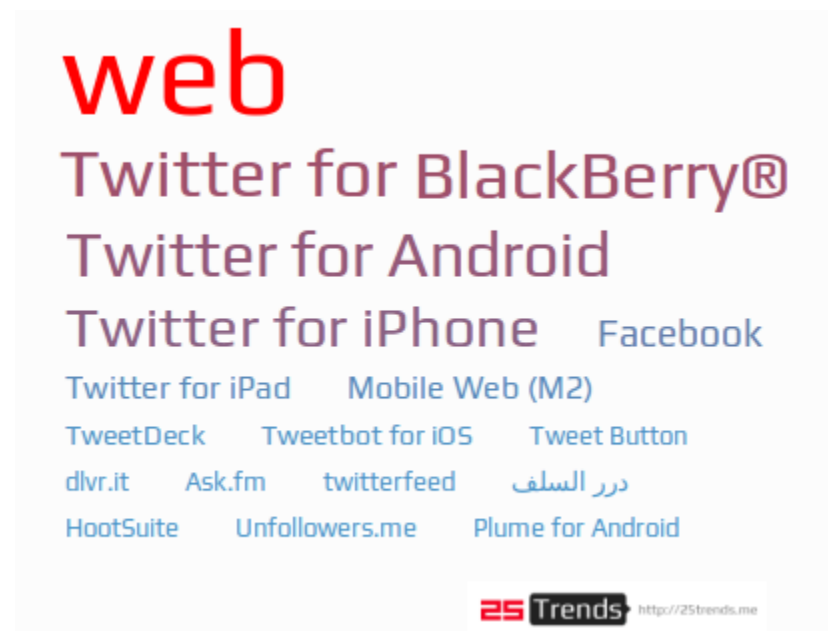 web
Twitter for BlackBerry®
Twitter for Android
Twitter for iPhone Facebook
Twitter for iPad Mobile Web (M2)
TweetDeck Tweetbot for iOS Tweet Button
dlvr.it Ask.fm twitterfeed درر السلف
HootSuite Unfollowers.me Plume for Android
25 Trends http://25trends.me